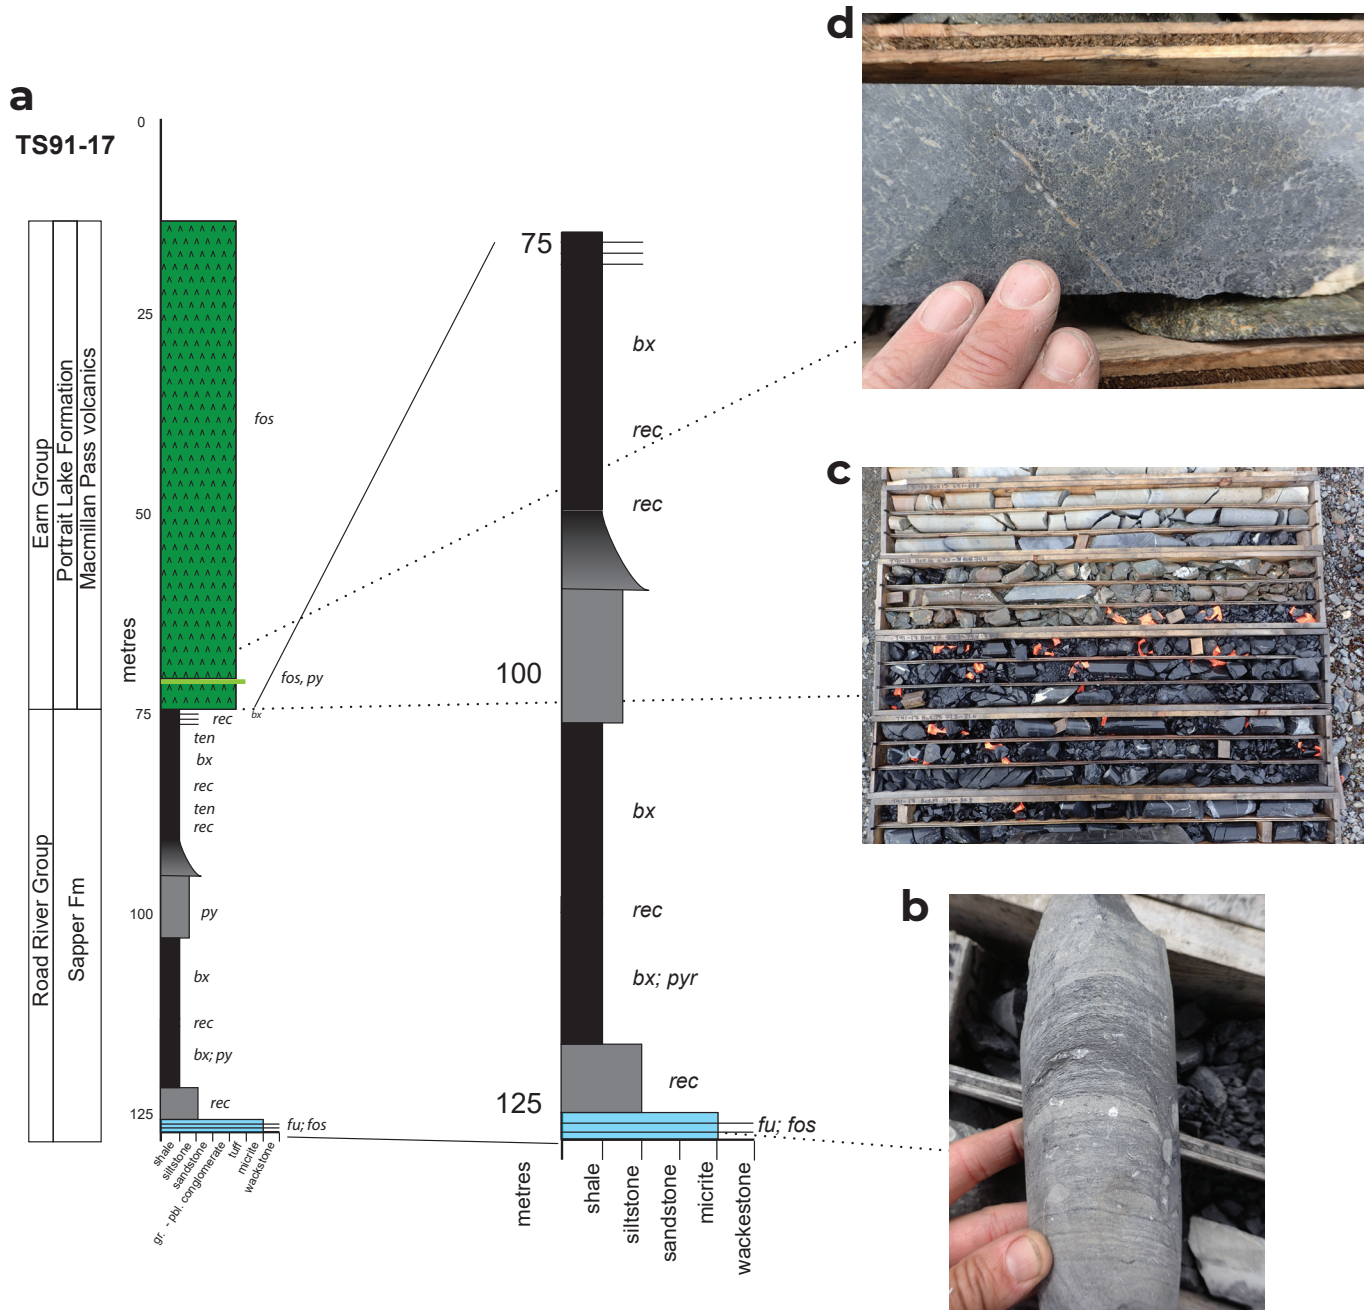 a
TS91-17
0
25
50
75
100
125
metres
Earn Group
Portrait Lake Formation
Macmillan Pass volcanics
Road River Group
Sapper Fm
fos
fos, py
bx
rec
ten
bx
rec
ten
rec
py
bx
rec
bx; py
rec
fu; fos
shale
siltstone
sandstone
gr. - pbl. conglomerate
tuff
micrite
wackstone
75
bx
rec
rec
100
bx
rec
bx; pyr
rec
125
fu; fos
metres
shale
siltstone
sandstone
micrite
wackestone
d
c
b